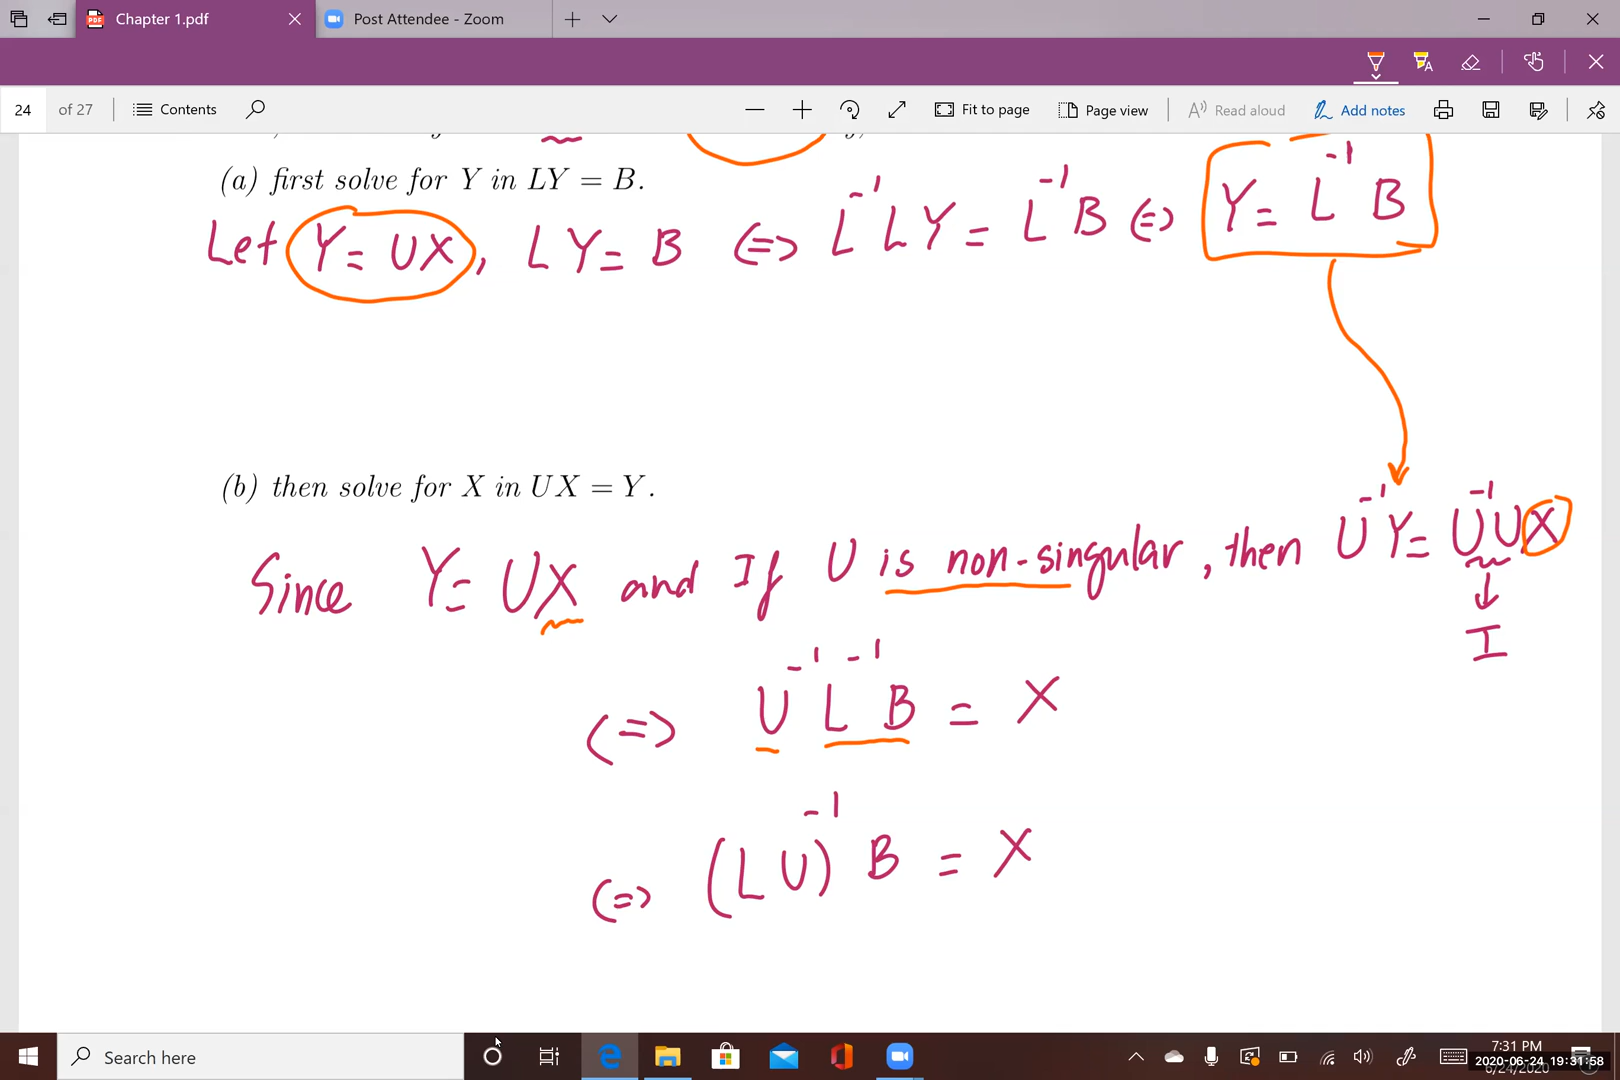 Chapter 1.pdf
Post Attendee - Zoom
24 of 27
Contents
Fit to page
Page view
Read aloud
Add notes
(a) first solve for Y in LY = B.
Let Y = UX, LY = B <=> L⁻¹LY = L⁻¹B <=> Y = L⁻¹B
(b) then solve for X in UX = Y.
Since Y = UX and If U is non-singular, then U⁻¹Y = U⁻¹UX
I
<=> U⁻¹L⁻¹B = X
<=> (LU)⁻¹B = X
Search here
7:31 PM
2020-06-24 19:31:58
6/24/2020